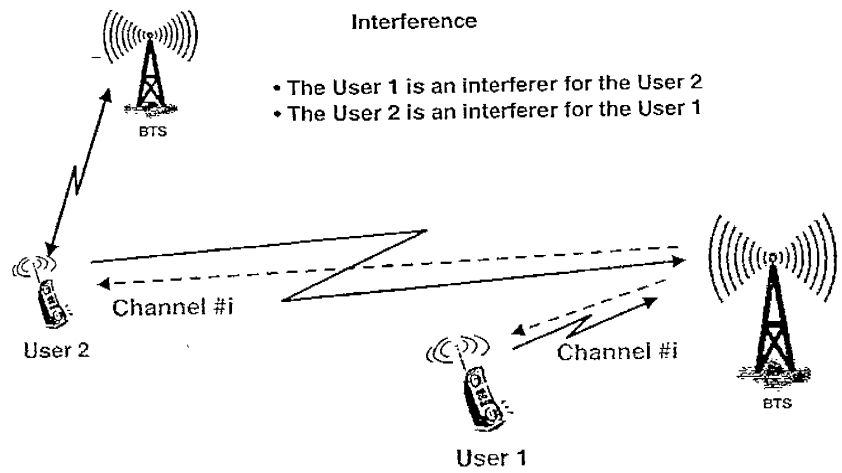 Interference
• The User 1 is an interferer for the User 2
• The User 2 is an interferer for the User 1
BTS
Channel #i
User 2
Channel #i
BTS
User 1